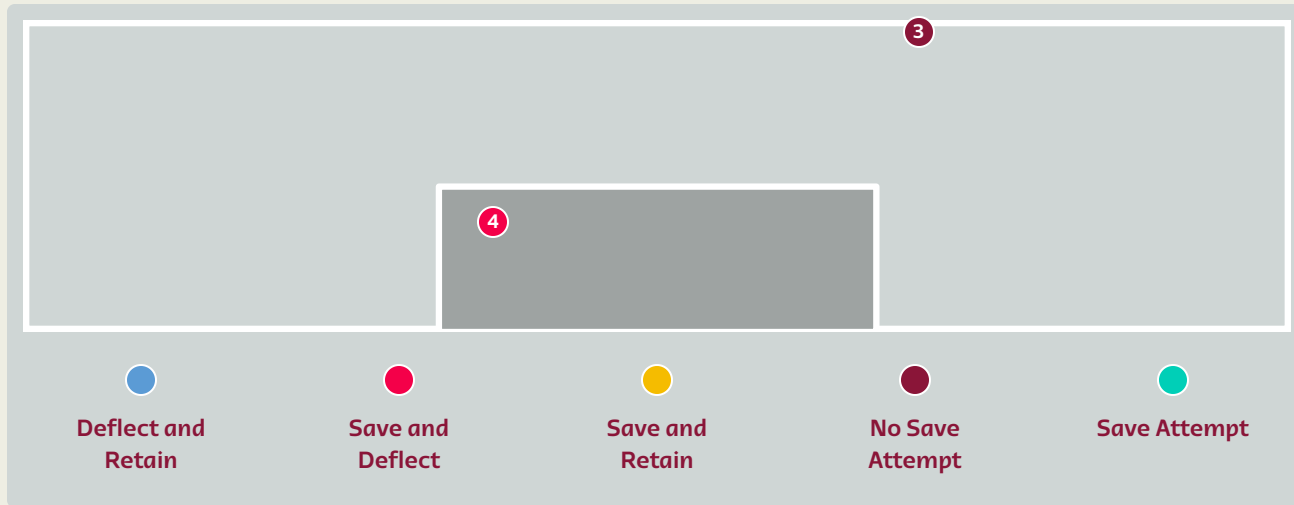 3
4
Deflect and
Retain
Save and
Deflect
Save and
Retain
No Save
Attempt
Save Attempt